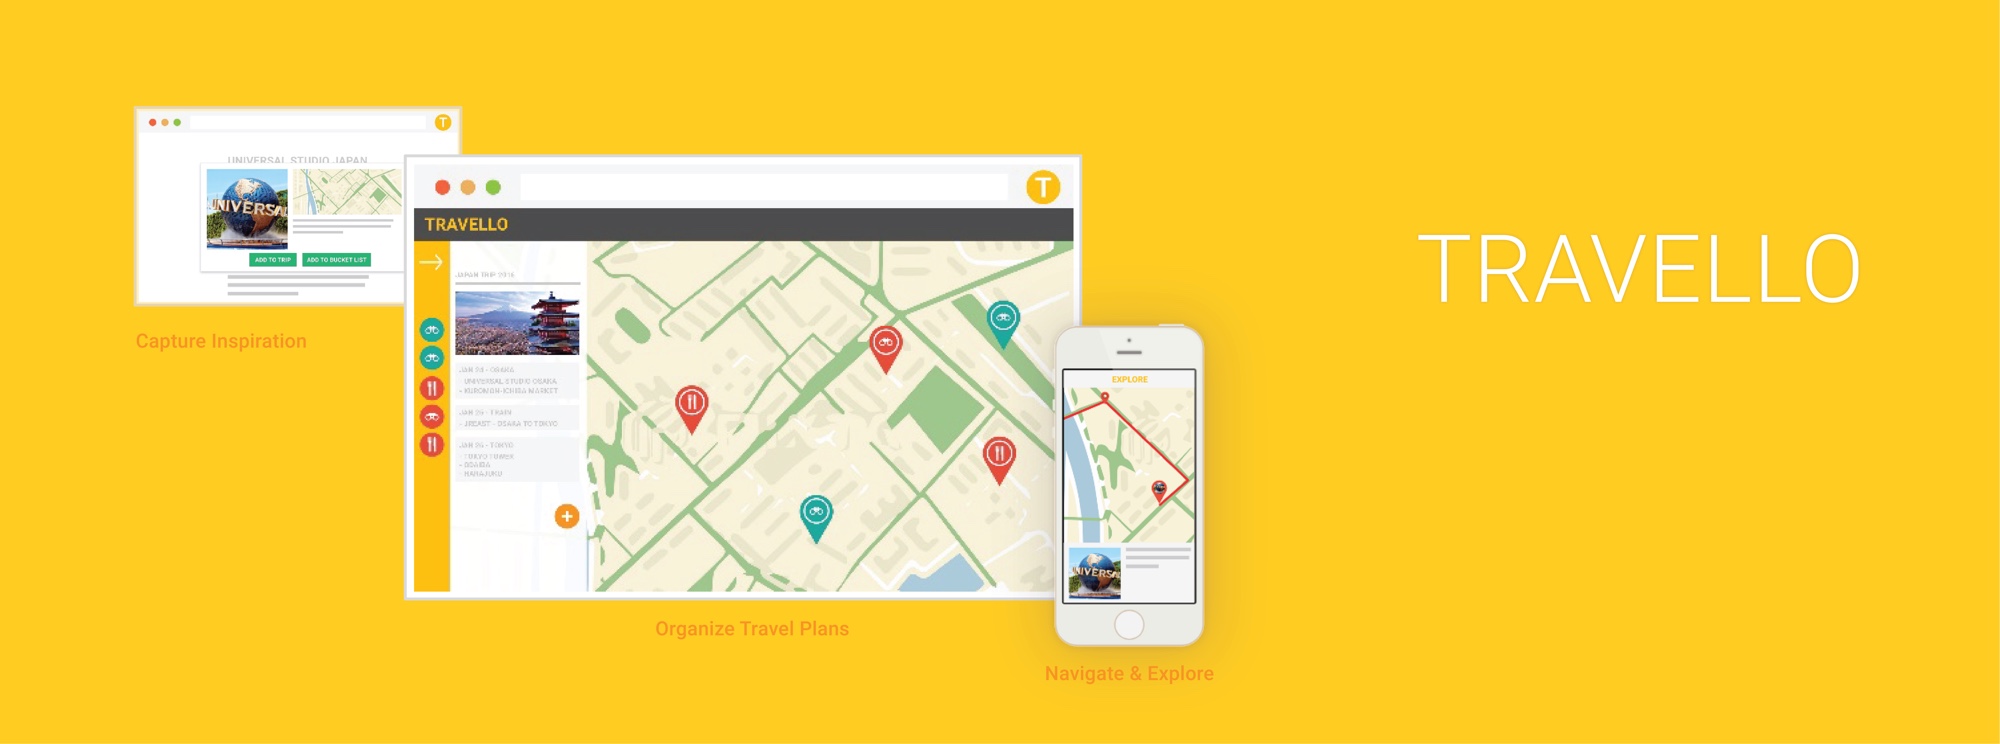 T
UNIVERSAL STUDIO JAPAN
UNIVERSAL
ADD TO TRIP
ADD TO BUCKET LIST
Capture Inspiration
T
TRAVELLO
JAPAN TRIP 2016
JAN 24 - OSAKA
- UNIVERSAL STUDIO OSAKA
- KUROMON-ICHIBA MARKET
JAN 25 - TRAIN
- JREAST - OSAKA TO TOKYO
JAN 26 - TOKYO
- TOKYO TOWER
- ODAIBA
- HARAJUKU
+
Organize Travel Plans
EXPLORE
UNIVERSAL
Navigate & Explore
TRAVELLO